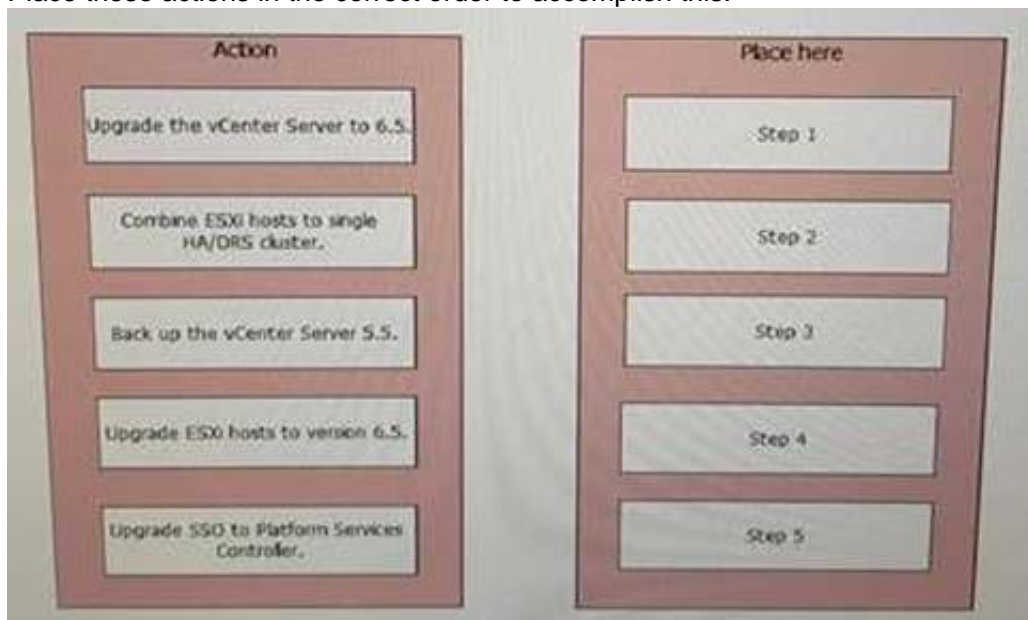 Place these actions in the correct order to accomplish this.
Action
Upgrade the vCenter Server to 6.5.
Combine ESXi hosts to single
HA/DRS cluster.
Back up the vCenter Server 5.5.
Upgrade ESXi hosts to version 6.5.
Upgrade SSO to Platform Services
Controller.
Place here
Step 1
Step 2
Step 3
Step 4
Step 5